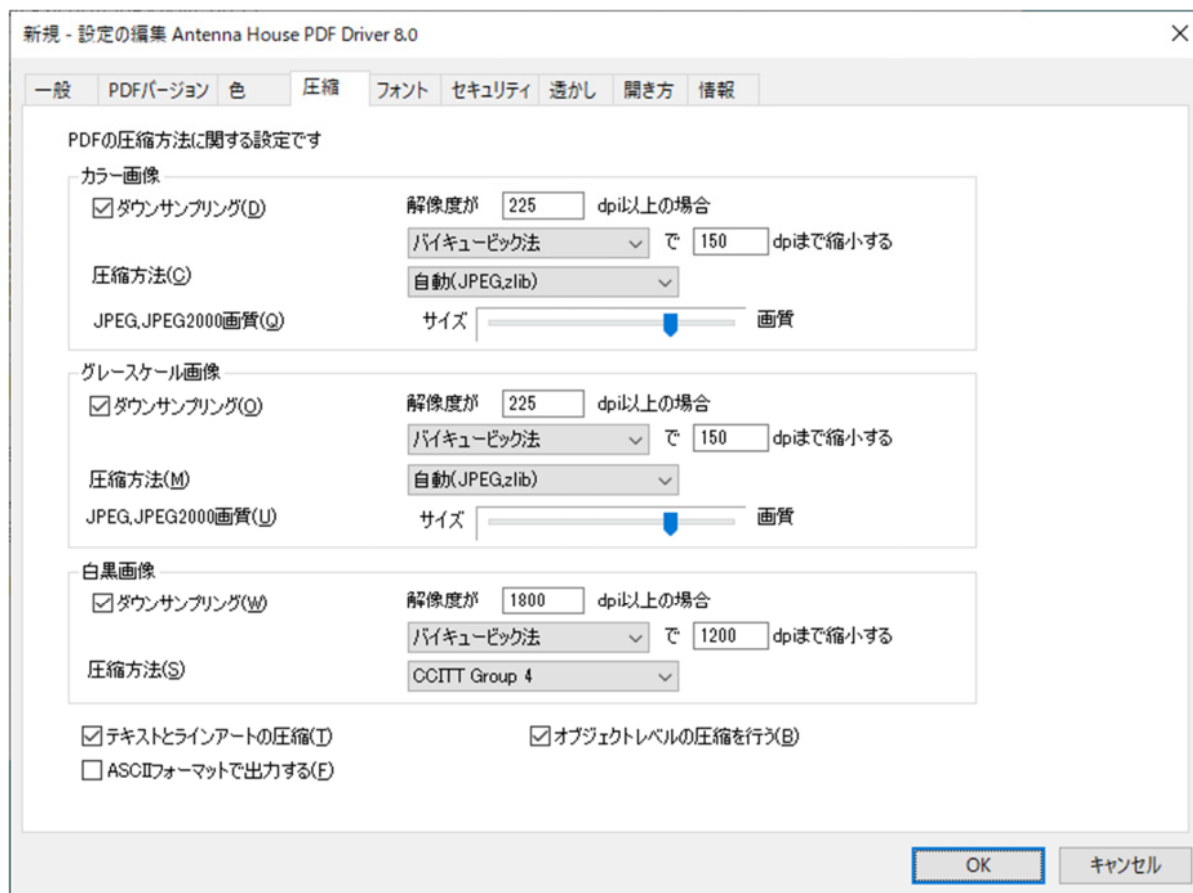 新規 - 設定の編集 Antenna House PDF Driver 8.0
一般 PDFバージョン 色 圧縮 フォント セキュリティ 透かし 開き方 情報
PDFの圧縮方法に関する設定です
カラー画像
ダウンサンプリング(D) 解像度が 225 dpi以上の場合
バイキュービック法 で 150 dpiまで縮小する
圧縮方法(C) 自動(JPEG,zlib)
JPEG,JPEG2000画質(Q) サイズ 画質
グレースケール画像
ダウンサンプリング(O) 解像度が 225 dpi以上の場合
バイキュービック法 で 150 dpiまで縮小する
圧縮方法(M) 自動(JPEG,zlib)
JPEG,JPEG2000画質(U) サイズ 画質
白黒画像
ダウンサンプリング(W) 解像度が 1800 dpi以上の場合
バイキュービック法 で 1200 dpiまで縮小する
圧縮方法(S) CCITT Group 4
テキストとラインアートの圧縮(T) オブジェクトレベルの圧縮を行う(B)
ASCIIフォーマットで出力する(F)
OK キャンセル